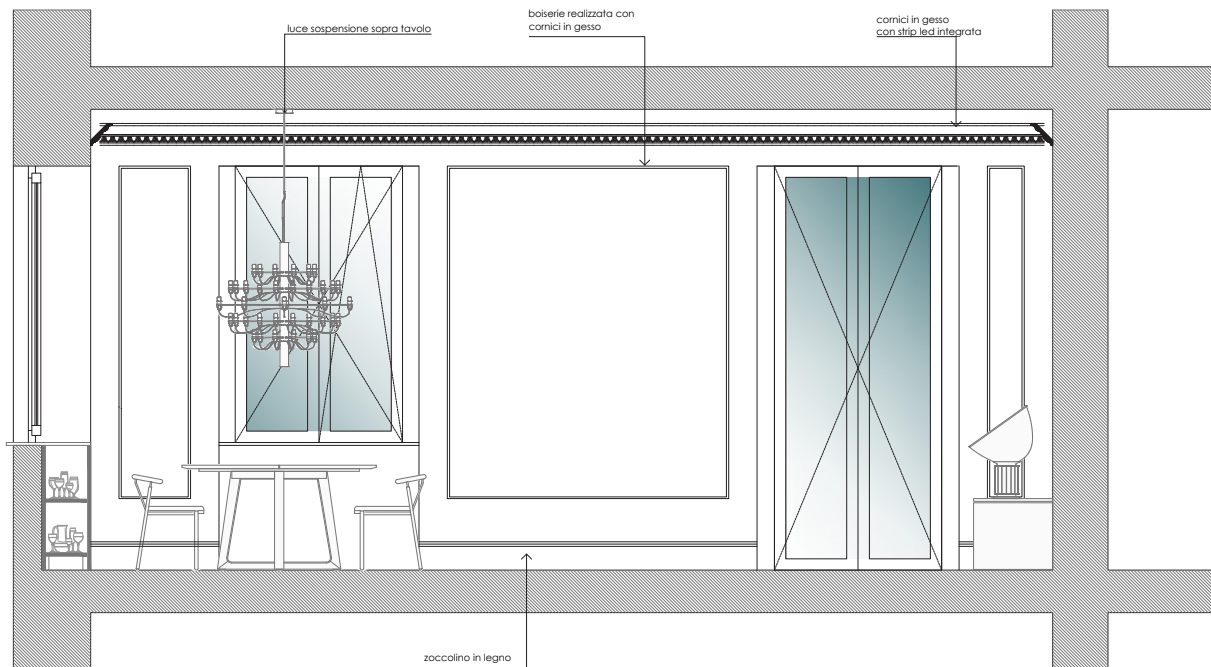 luce sospensione sopra tavolo
boiserie realizzata con
cornici in gesso
cornici in gesso
con strip led integrata
zoccolino in legno